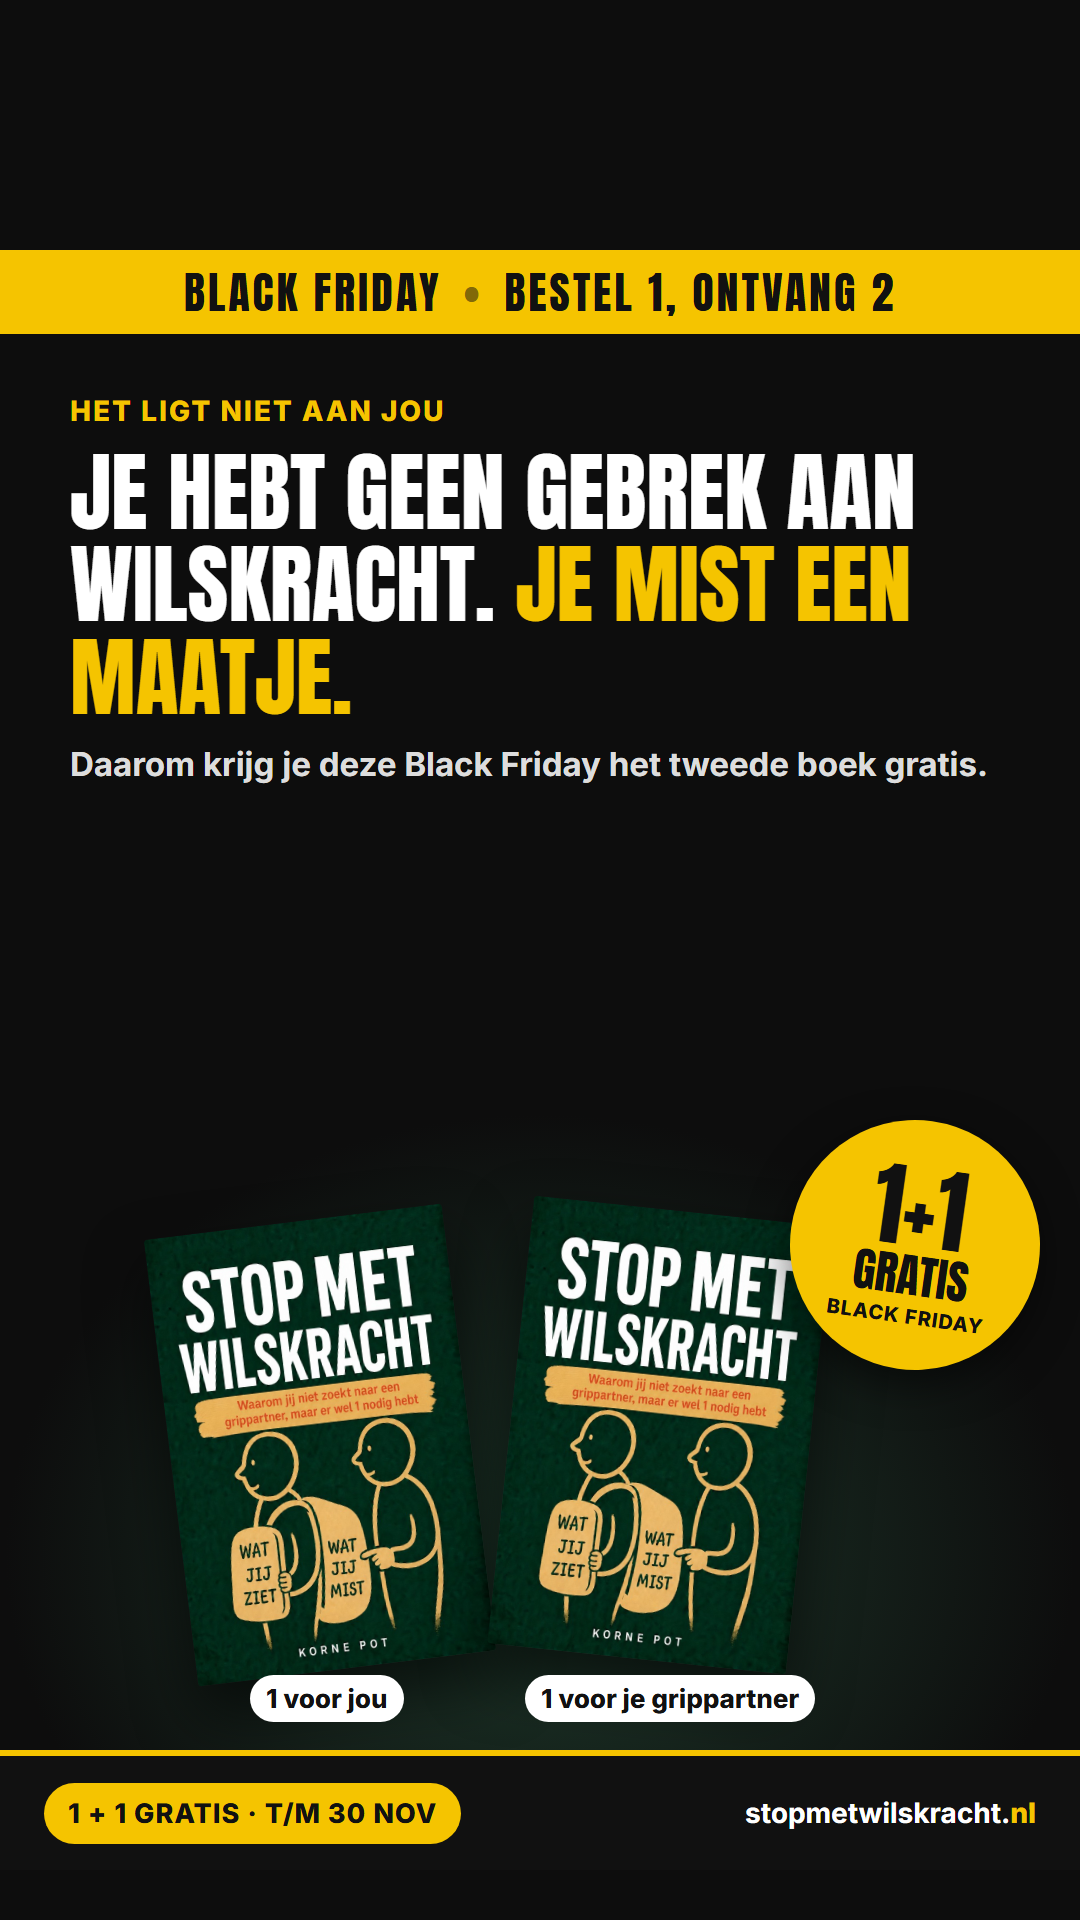 BLACK FRIDAY • BESTEL 1, ONTVANG 2
HET LIGT NIET AAN JOU
JE HEBT GEEN GEBREK AAN
WILSKRACHT. JE MIST EEN
MAATJE.
Daarom krijg je deze Black Friday het tweede boek gratis.
1+1
GRATIS
BLACK FRIDAY
STOP MET
WILSKRACHT
Waarom jij niet zoekt naar een
grippartner, maar er wel 1 nodig hebt
WAT
JIJ
ZIET
WAT
JIJ
MIST
KORNE POT
STOP MET
WILSKRACHT
Waarom jij niet zoekt naar een
grippartner, maar er wel 1 nodig hebt
WAT
JIJ
ZIET
WAT
JIJ
MIST
KORNE POT
1 voor jou
1 voor je grippartner
1 + 1 GRATIS · T/M 30 NOV
stopmetwilskracht.nl